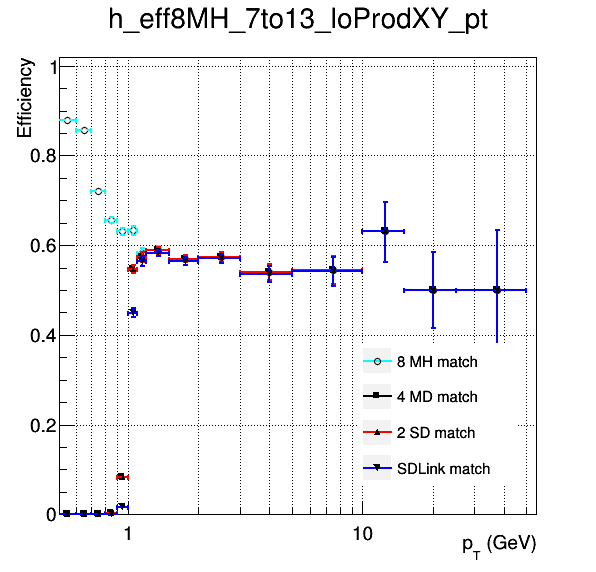 h_eff8MH_7to13_loProdXY_pt
Efficiency
1
0.8
0.6
0.4
0.2
0
8 MH match
4 MD match
2 SD match
SDLink match
1
10
p_T (GeV)